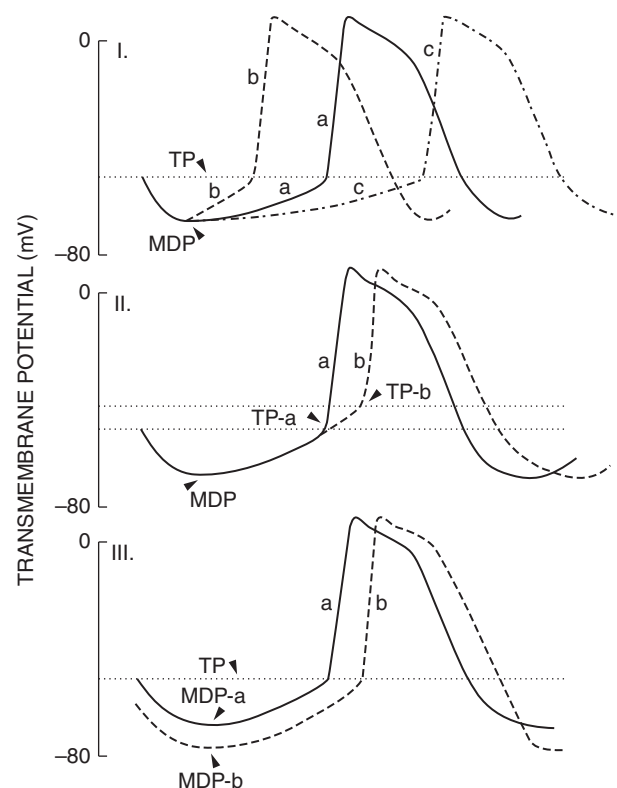 TRANSMEMBRANE POTENTIAL (mV)
0
I.
b
c
a
TP
b
a
c
MDP
–80
0
II.
a
b
TP-b
TP-a
MDP
–80
0
III.
a
b
TP
MDP-a
–80
MDP-b